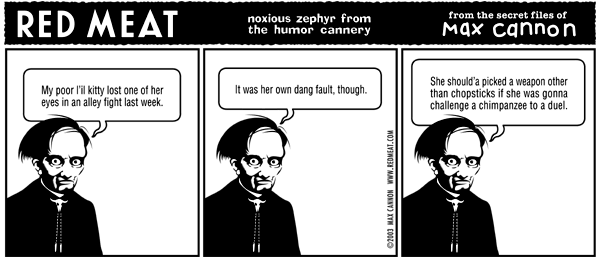 RED MEAT
noxious zephyr from
the humor cannery
from the secret files of
max cannon
My poor l'il kitty lost one of her
eyes in an alley fight last week.
It was her own dang fault, though.
©2003 MAX CANNON WWW.REDMEAT.COM
She should'a picked a weapon other
than chopsticks if she was gonna
challenge a chimpanzee to a duel.